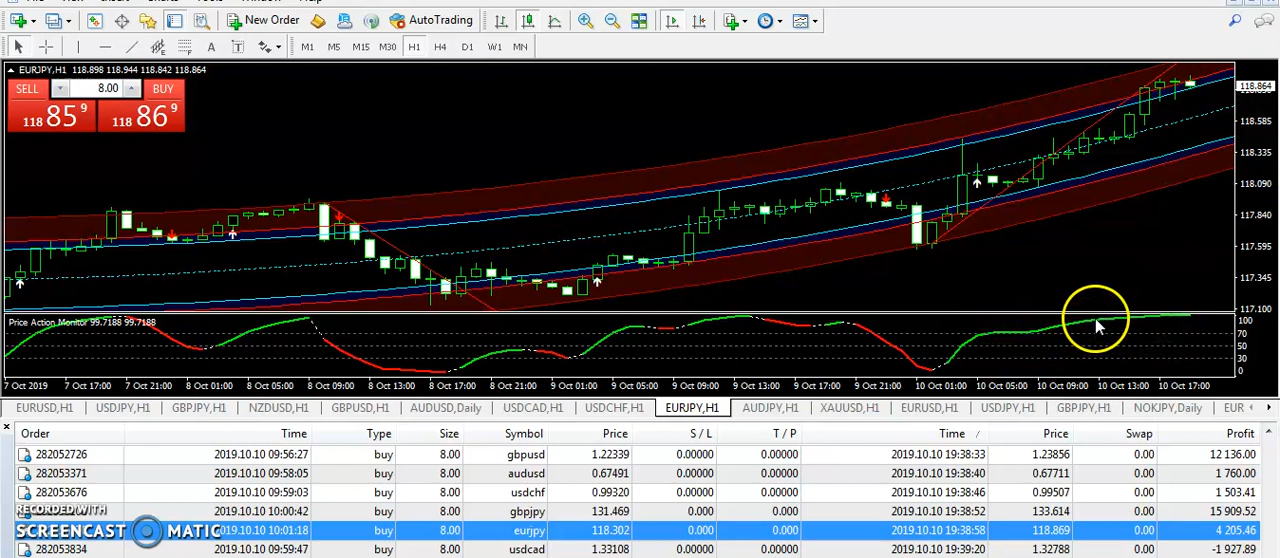 New Order AutoTrading
M1 M5 M15 M30 H1 H4 D1 W1 MN
EURJPY,H1 118.898 118.944 118.842 118.864
SELL 8.00 BUY
118 85 9 118 86 9
118.864
118.585
118.335
118.090
117.840
117.595
117.345
117.100
Price Action Monitor 99.7188 99.7188
100
70
50
30
0
7 Oct 2019 7 Oct 17:00 7 Oct 21:00 8 Oct 01:00 8 Oct 05:00 8 Oct 09:00 8 Oct 13:00 8 Oct 17:00 8 Oct 21:00 9 Oct 01:00 9 Oct 05:00 9 Oct 09:00 9 Oct 13:00 9 Oct 17:00 9 Oct 21:00 10 Oct 01:00 10 Oct 05:00 10 Oct 09:00 10 Oct 13:00 10 Oct 17:00
EURUSD,H1 USDJPY,H1 GBPJPY,H1 NZDUSD,H1 GBPUSD,H1 AUDUSD,Daily USDCAD,H1 USDCHF,H1 EURJPY,H1 AUDJPY,H1 XAUUSD,H1 EURUSD,H1 USDJPY,H1 GBPJPY,H1 NOKJPY,Daily EUR
Order Time Type Size Symbol Price S / L T / P Time / Price Swap Profit
282052726 2019.10.10 09:56:27 buy 8.00 gbpusd 1.22339 0.00000 0.00000 2019.10.10 19:38:33 1.23856 0.00 12 136.00
282053371 2019.10.10 09:58:05 buy 8.00 audusd 0.67491 0.00000 0.00000 2019.10.10 19:38:40 0.67711 0.00 1 760.00
282053676 2019.10.10 09:59:03 buy 8.00 usdchf 0.99320 0.00000 0.00000 2019.10.10 19:38:46 0.99507 0.00 1 503.41
2019.10.10 10:00:42 buy 8.00 gbpjpy 131.469 0.000 0.000 2019.10.10 19:38:52 133.614 0.00 15 909.52
2019.10.10 10:01:18 buy 8.00 eurjpy 118.302 0.000 0.000 2019.10.10 19:38:58 118.869 0.00 4 205.46
282053834 2019.10.10 09:59:47 buy 8.00 usdcad 1.33108 0.00000 0.00000 2019.10.10 19:39:20 1.32788 0.00 -1 927.89
RECORDED WITH
SCREENCAST MATIC